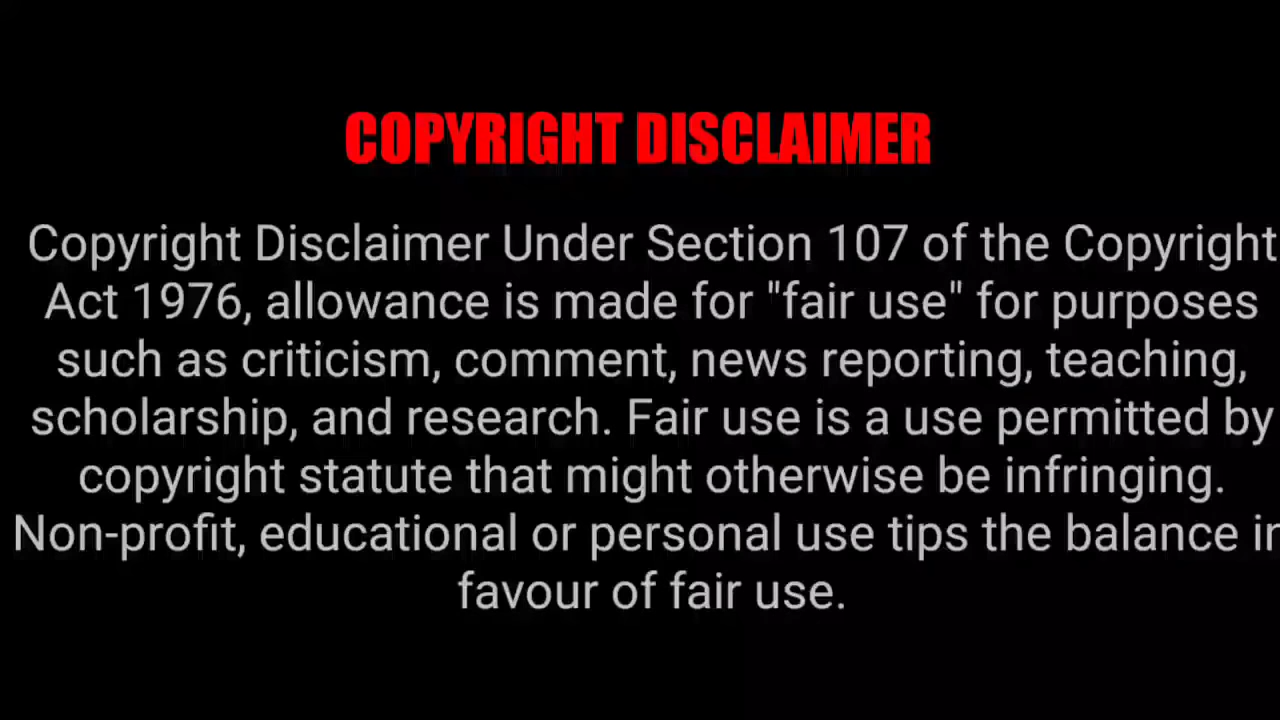 COPYRIGHT DISCLAIMER
Copyright Disclaimer Under Section 107 of the Copyright
Act 1976, allowance is made for "fair use" for purposes
such as criticism, comment, news reporting, teaching,
scholarship, and research. Fair use is a use permitted by
copyright statute that might otherwise be infringing.
Non-profit, educational or personal use tips the balance in
favour of fair use.